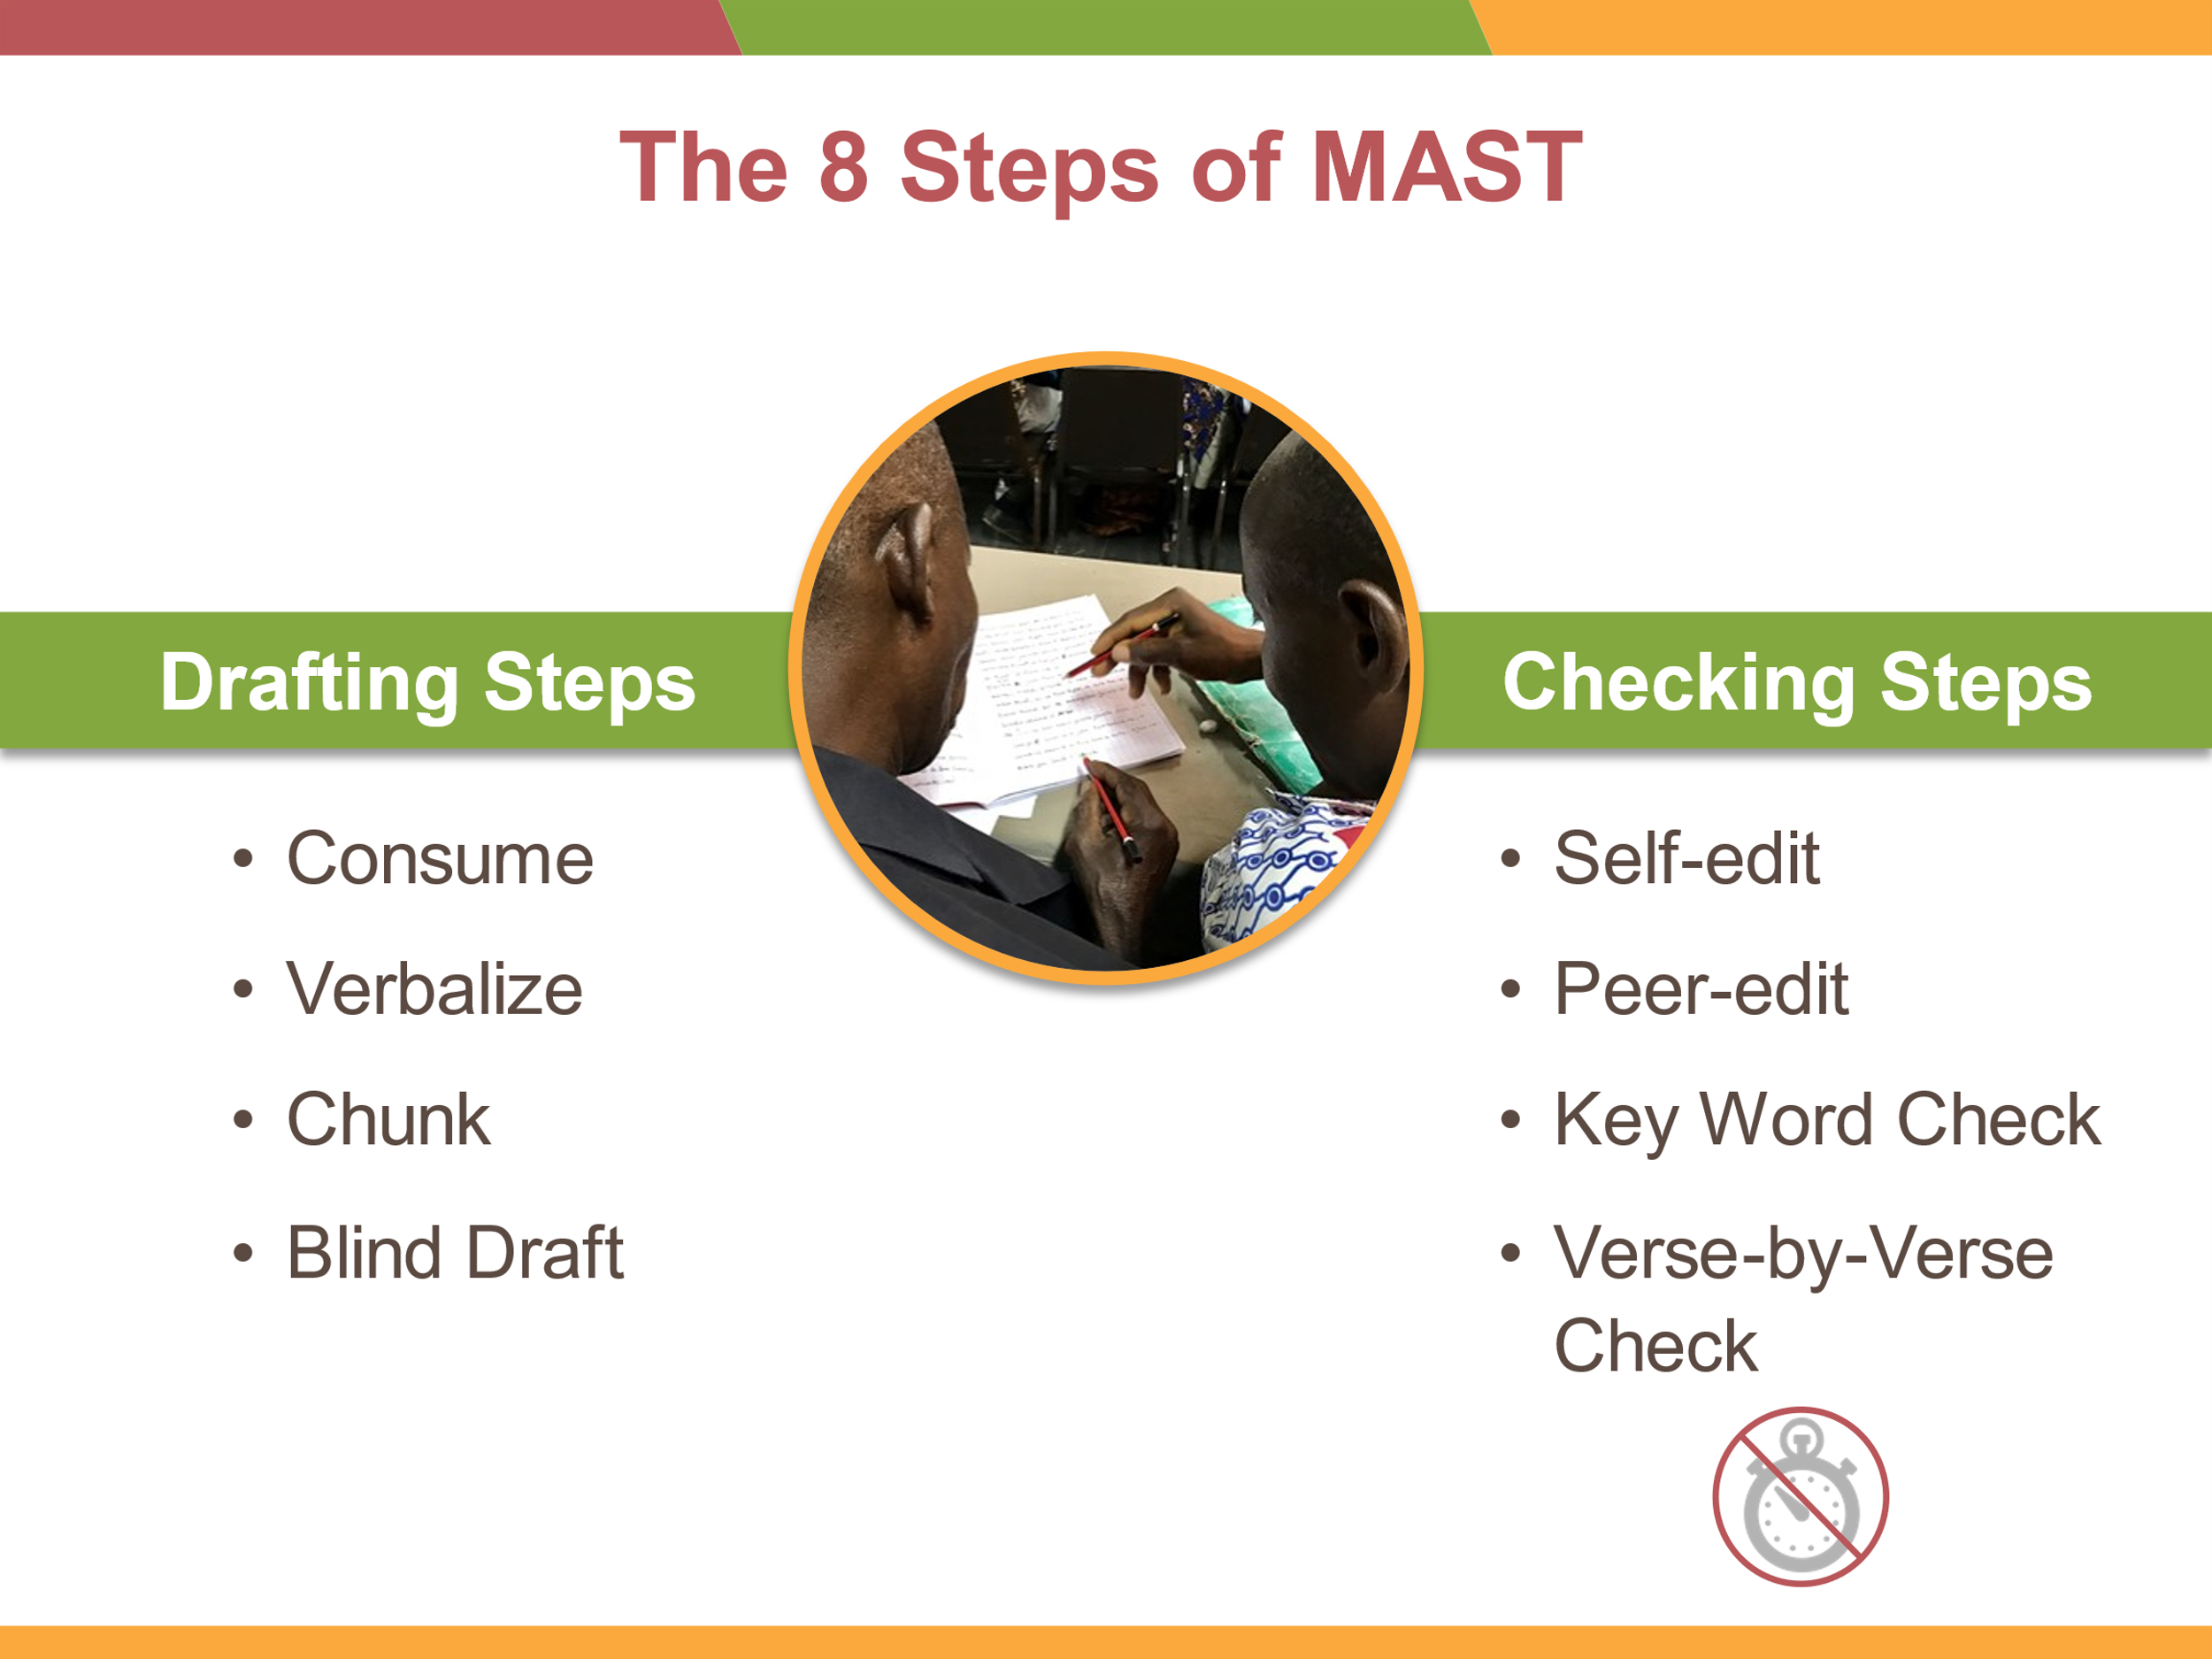 The 8 Steps of MAST
Drafting Steps
• Consume
• Verbalize
• Chunk
• Blind Draft
Checking Steps
• Self-edit
• Peer-edit
• Key Word Check
• Verse-by-Verse
Check